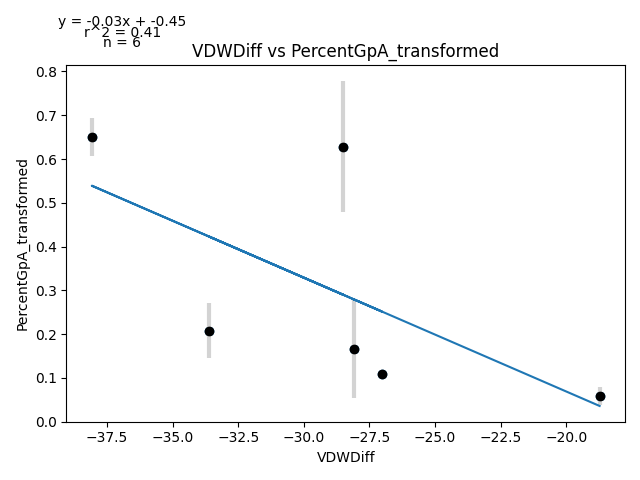 y = -0.03x + -0.45
r^2 = 0.41
n = 6
VDWDiff vs PercentGpA_transformed
0.8
0.7
0.6
0.5
0.4
0.3
0.2
0.1
0.0
PercentGpA_transformed
−37.5 −35.0 −32.5 −30.0 −27.5 −25.0 −22.5 −20.0
VDWDiff